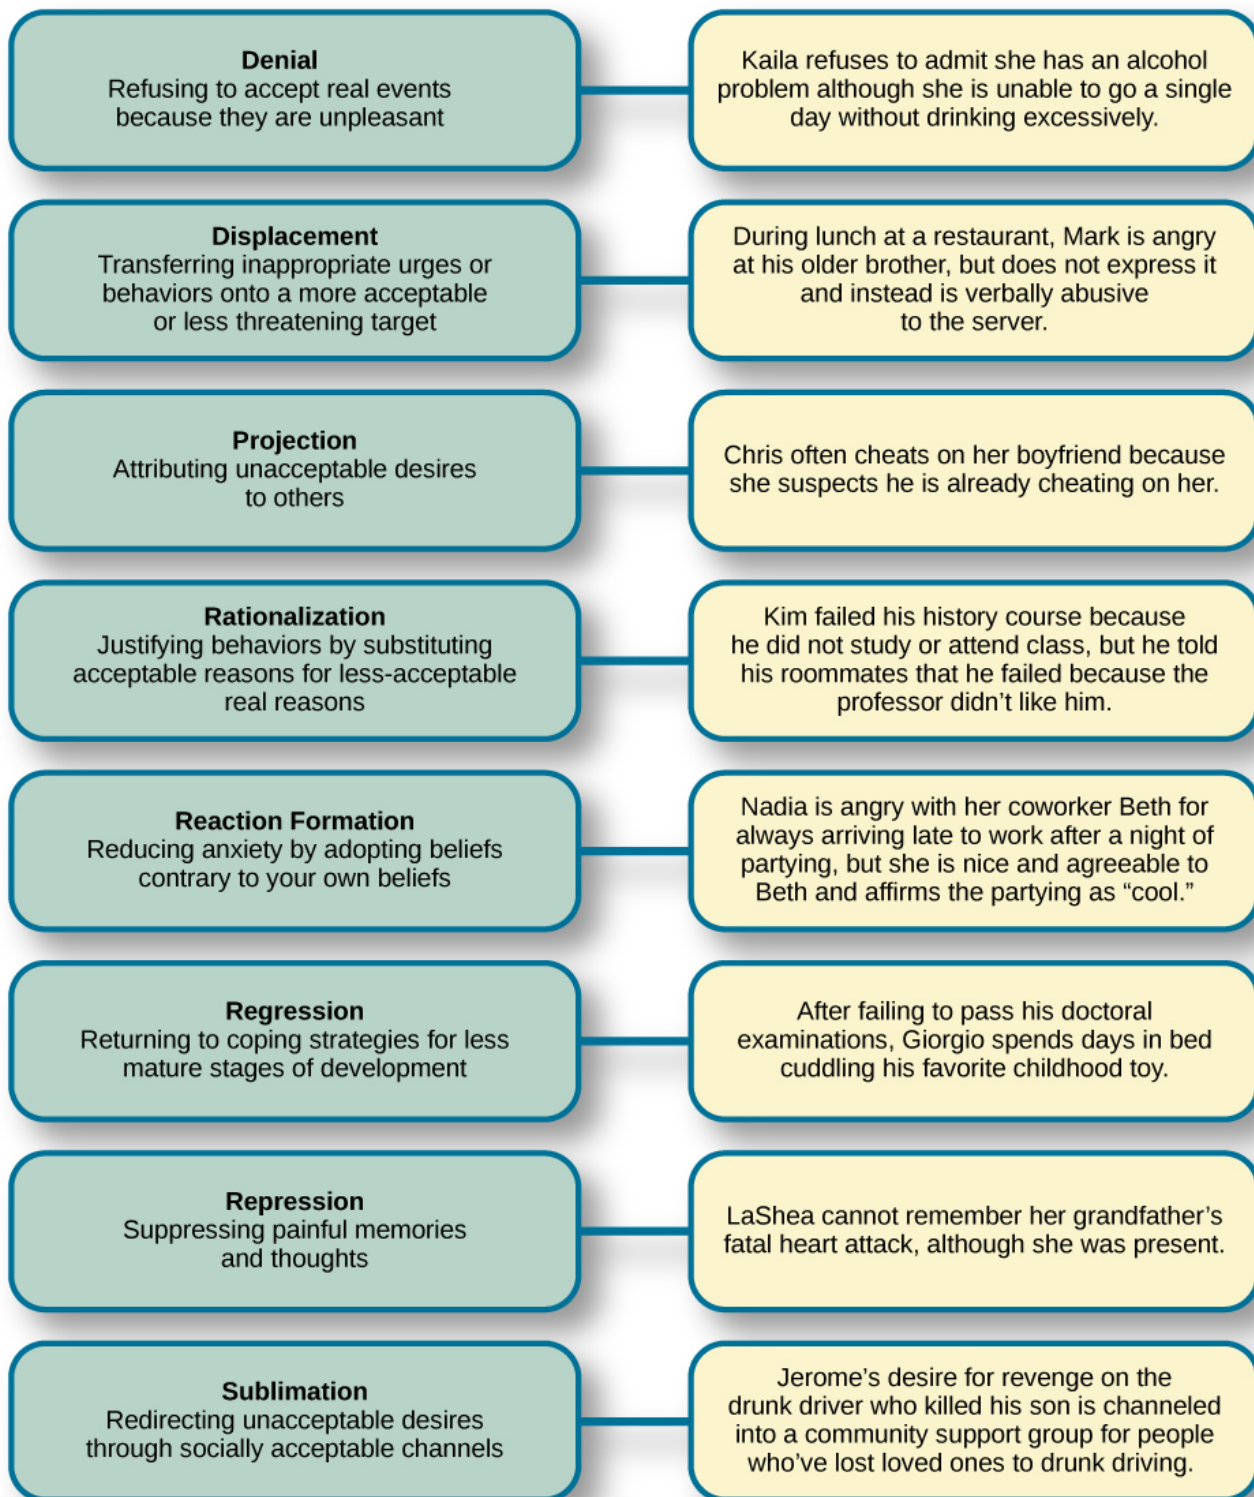 Denial
Refusing to accept real events
because they are unpleasant
Kaila refuses to admit she has an alcohol
problem although she is unable to go a single
day without drinking excessively.
Displacement
Transferring inappropriate urges or
behaviors onto a more acceptable
or less threatening target
During lunch at a restaurant, Mark is angry
at his older brother, but does not express it
and instead is verbally abusive
to the server.
Projection
Attributing unacceptable desires
to others
Chris often cheats on her boyfriend because
she suspects he is already cheating on her.
Rationalization
Justifying behaviors by substituting
acceptable reasons for less-acceptable
real reasons
Kim failed his history course because
he did not study or attend class, but he told
his roommates that he failed because the
professor didn’t like him.
Reaction Formation
Reducing anxiety by adopting beliefs
contrary to your own beliefs
Nadia is angry with her coworker Beth for
always arriving late to work after a night of
partying, but she is nice and agreeable to
Beth and affirms the partying as “cool.”
Regression
Returning to coping strategies for less
mature stages of development
After failing to pass his doctoral
examinations, Giorgio spends days in bed
cuddling his favorite childhood toy.
Repression
Suppressing painful memories
and thoughts
LaShea cannot remember her grandfather’s
fatal heart attack, although she was present.
Sublimation
Redirecting unacceptable desires
through socially acceptable channels
Jerome’s desire for revenge on the
drunk driver who killed his son is channeled
into a community support group for people
who’ve lost loved ones to drunk driving.